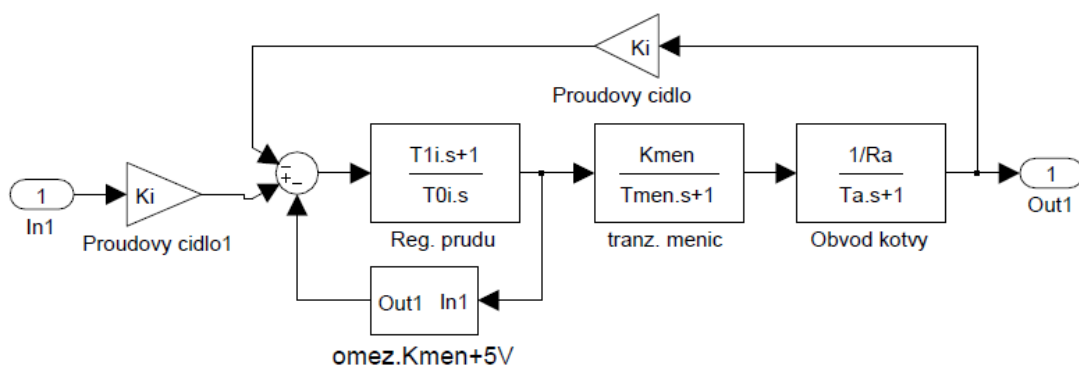 Ki
Proudovy cidlo
1
In1
Ki
Proudovy cidlo1
-
+
-
T1i.s+1
T0i.s
Reg. prudu
Kmen
Tmen.s+1
tranz. menic
1/Ra
Ta.s+1
Obvod kotvy
1
Out1
Out1 In1
omez.Kmen+5V